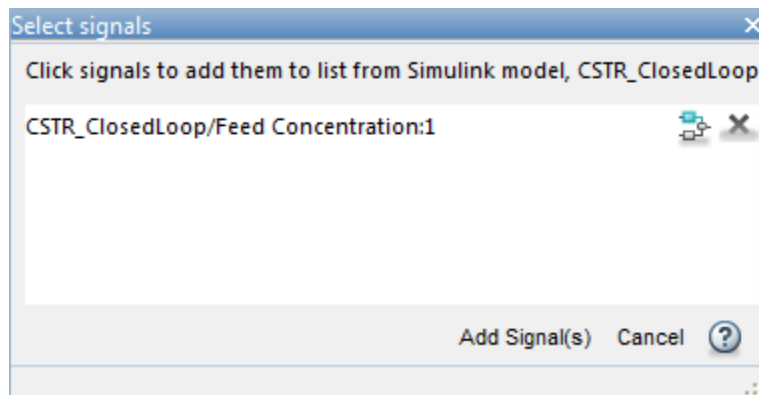 Select signals
Click signals to add them to list from Simulink model, CSTR_ClosedLoop
CSTR_ClosedLoop/Feed Concentration:1
Add Signal(s) Cancel ?